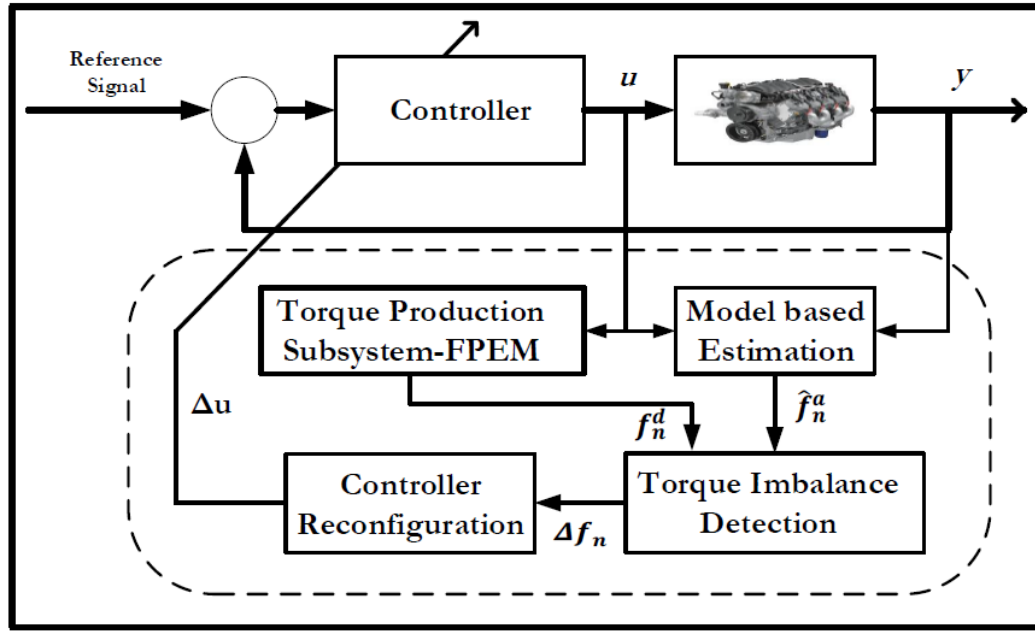 Reference
Signal
Controller
u
y
Torque Production
Subsystem-FPEM
Model based
Estimation
Δu
f_n^d
f̂_n^a
Controller
Reconfiguration
Δf_n
Torque Imbalance
Detection